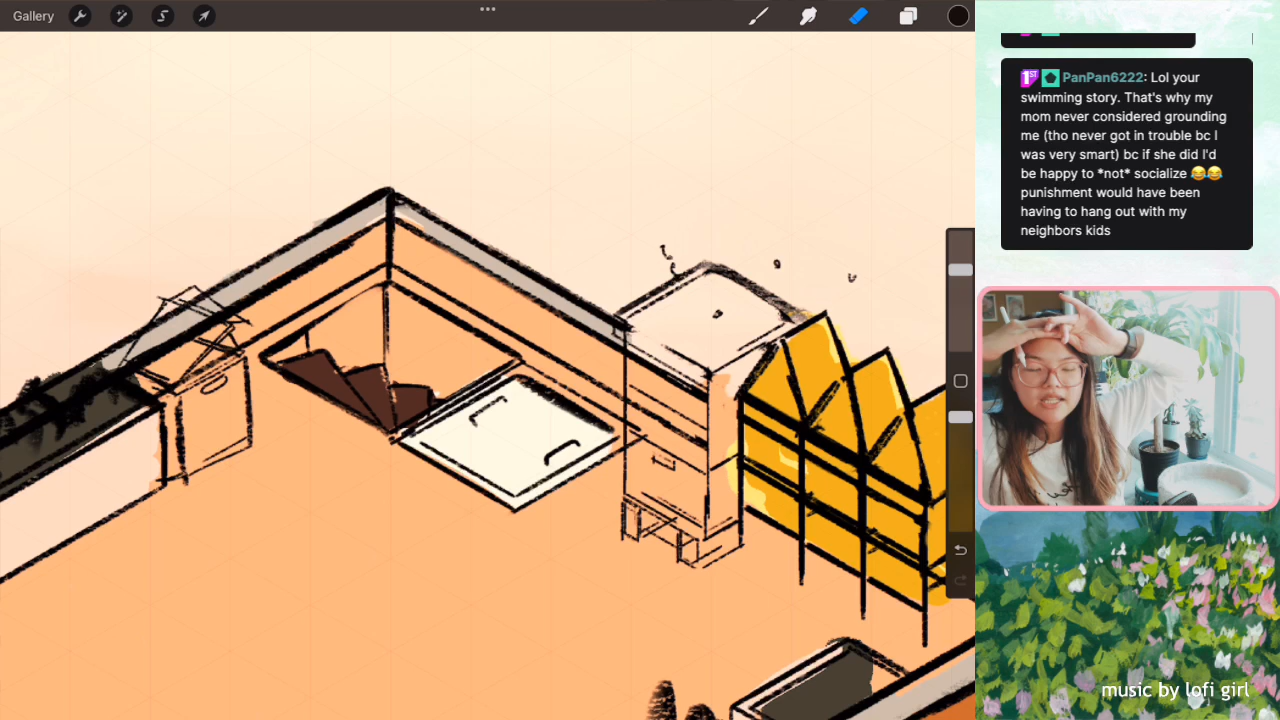 Gallery
1ST PanPan6222: Lol your
swimming story. That's why my
mom never considered grounding
me (tho never got in trouble bc I
was very smart) bc if she did I'd
be happy to *not* socialize 😂😂
punishment would have been
having to hang out with my
neighbors kids
music by lofi girl